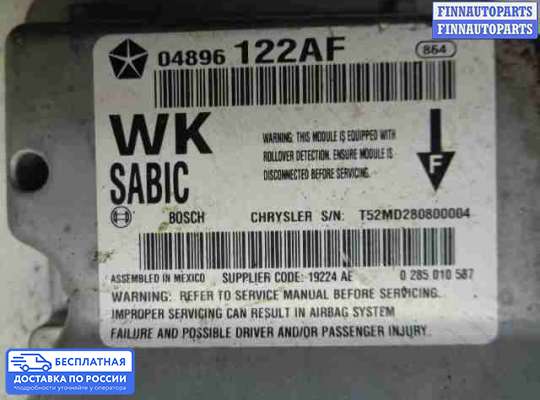 FINNAUTOPARTS
FINNAUTOPARTS
04896 122AF
864
WK
SABIC
WARNING: THIS MODULE IS EQUIPPED WITH
ROLLOVER DETECTION. ENSURE MODULE IS
DISCONNECTED BEFORE SERVICING.
F
BOSCH CHRYSLER S/N: T52MD280800004
ASSEMBLED IN MEXICO SUPPLIER CODE: 19224 AE 0 285 010 587
WARNING: REFER TO SERVICE MANUAL BEFORE SERVICING.
IMPROPER SERVICING CAN RESULT IN AIRBAG SYSTEM
FAILURE AND POSSIBLE DRIVER AND/OR PASSENGER INJURY.
БЕСПЛАТНАЯ
ДОСТАВКА ПО РОССИИ
подробности уточняйте у оператора